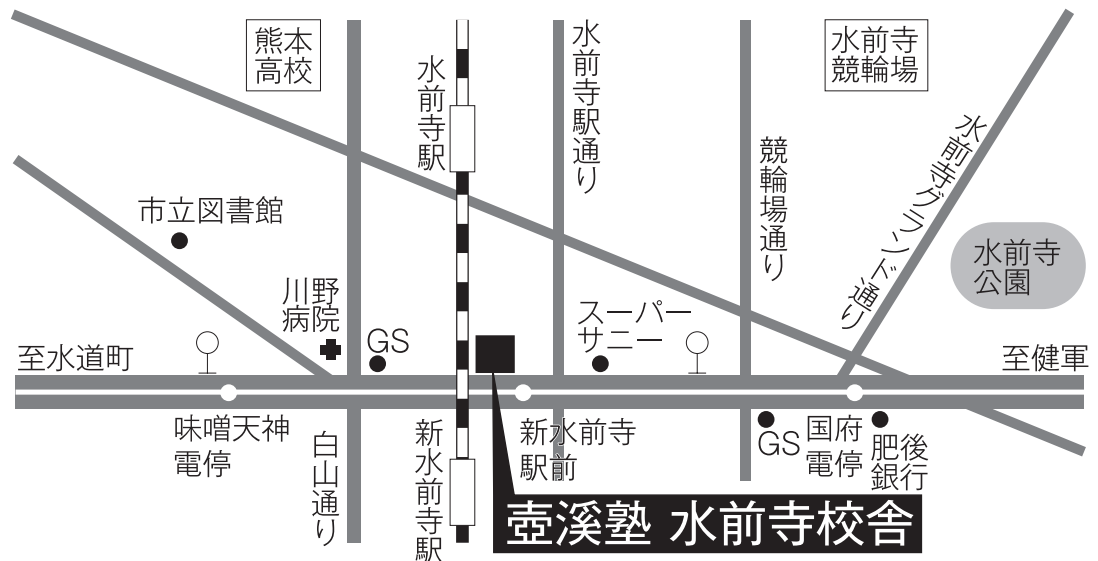 熊本
高校
水前寺駅
水前寺駅通り
水前寺
競輪場
競輪場通り
水前寺グランド通り
水前寺
公園
市立図書館
川野
病院
GS
スーパー
サニー
至水道町
至健軍
味噌天神
電停
白山通り
新水前寺駅
新水前寺
駅前
GS
国府
電停
肥後
銀行
壺溪塾 水前寺校舎